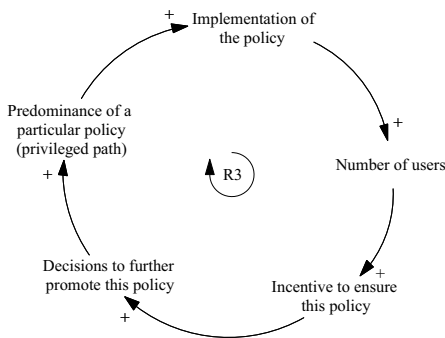 +
Implementation of
the policy
+
Number of users
+
Incentive to ensure
this policy
+
Decisions to further
promote this policy
+
Predominance of a
particular policy
(privileged path)
R3